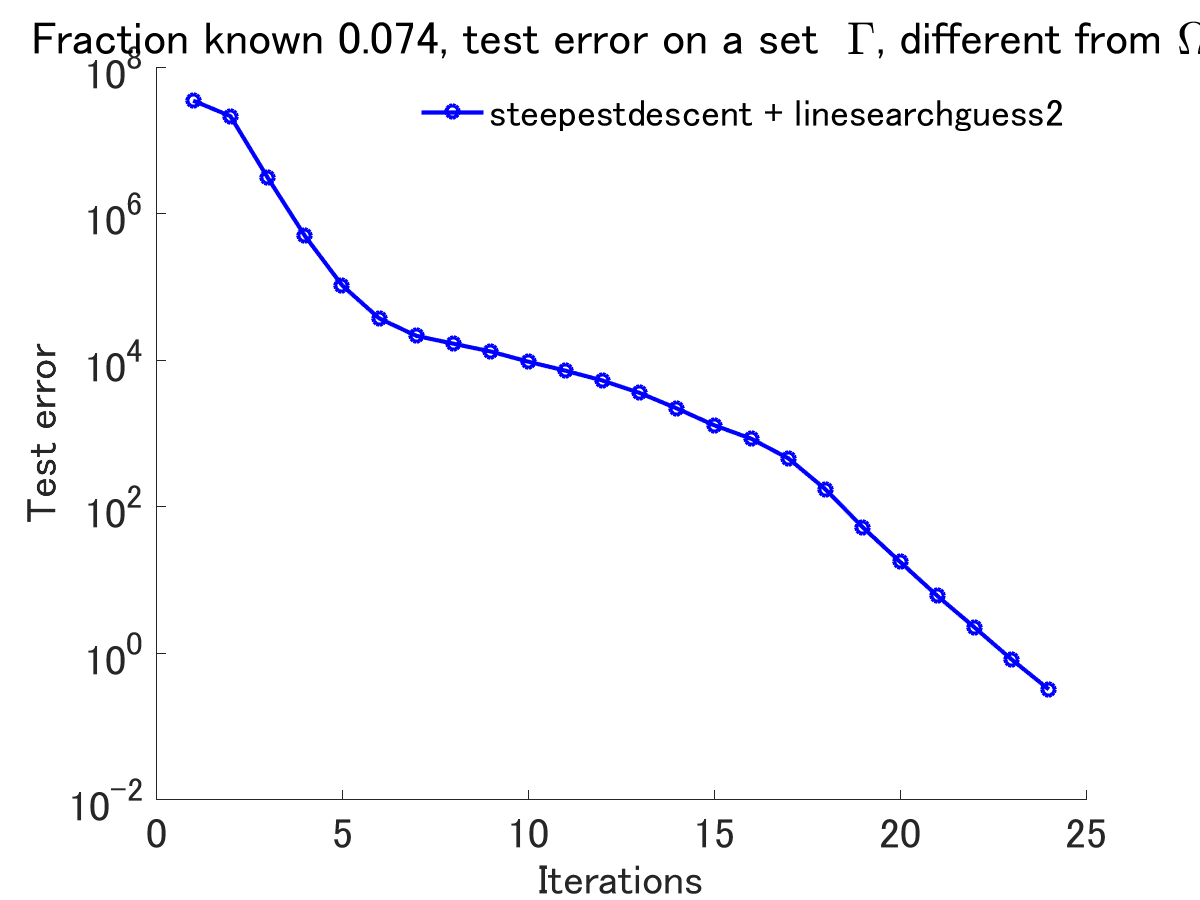 Fraction known 0.074, test error on a set Γ, different from Ω
10^8
steepestdescent + linesearchguess2
10^6
10^4
10^2
10^0
10^-2
Test error
0 5 10 15 20 25
Iterations